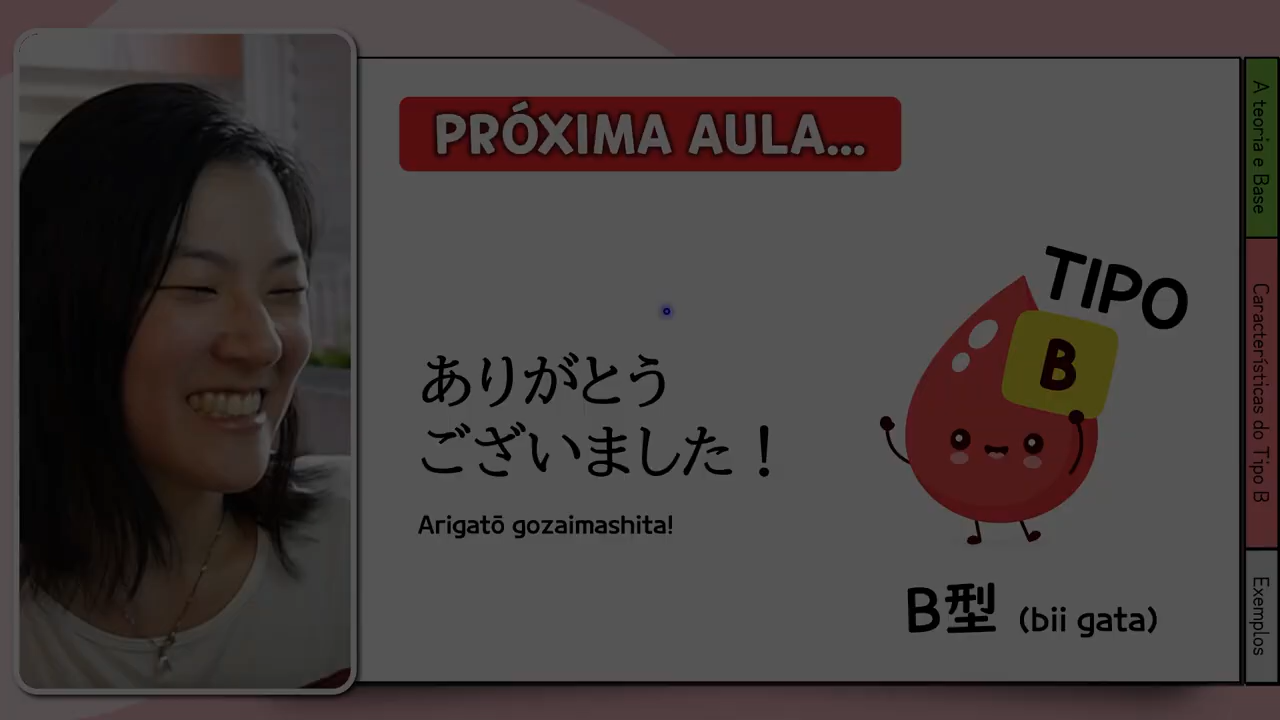 PRÓXIMA AULA...
ありがとう
ございました！
Arigatō gozaimashita!
TIPO
B
B型 (bii gata)
A teoria e Base
Características do Tipo B
Exemplos